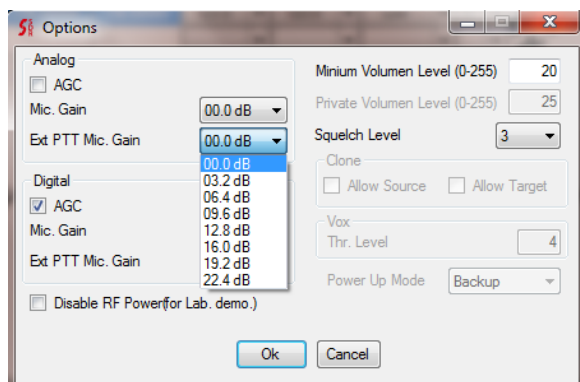 Options
Analog
AGC
Mic. Gain 00.0 dB
Ext PTT Mic. Gain 00.0 dB
00.0 dB
03.2 dB
06.4 dB
09.6 dB
12.8 dB
16.0 dB
19.2 dB
22.4 dB
Digital
AGC
Mic. Gain
Ext PTT Mic. Gain
Disable RF Power(for Lab. demo.)
Minium Volumen Level (0-255) 20
Private Volumen Level (0-255) 25
Squelch Level 3
Clone
Allow Source Allow Target
Vox
Thr. Level 4
Power Up Mode Backup
Ok Cancel